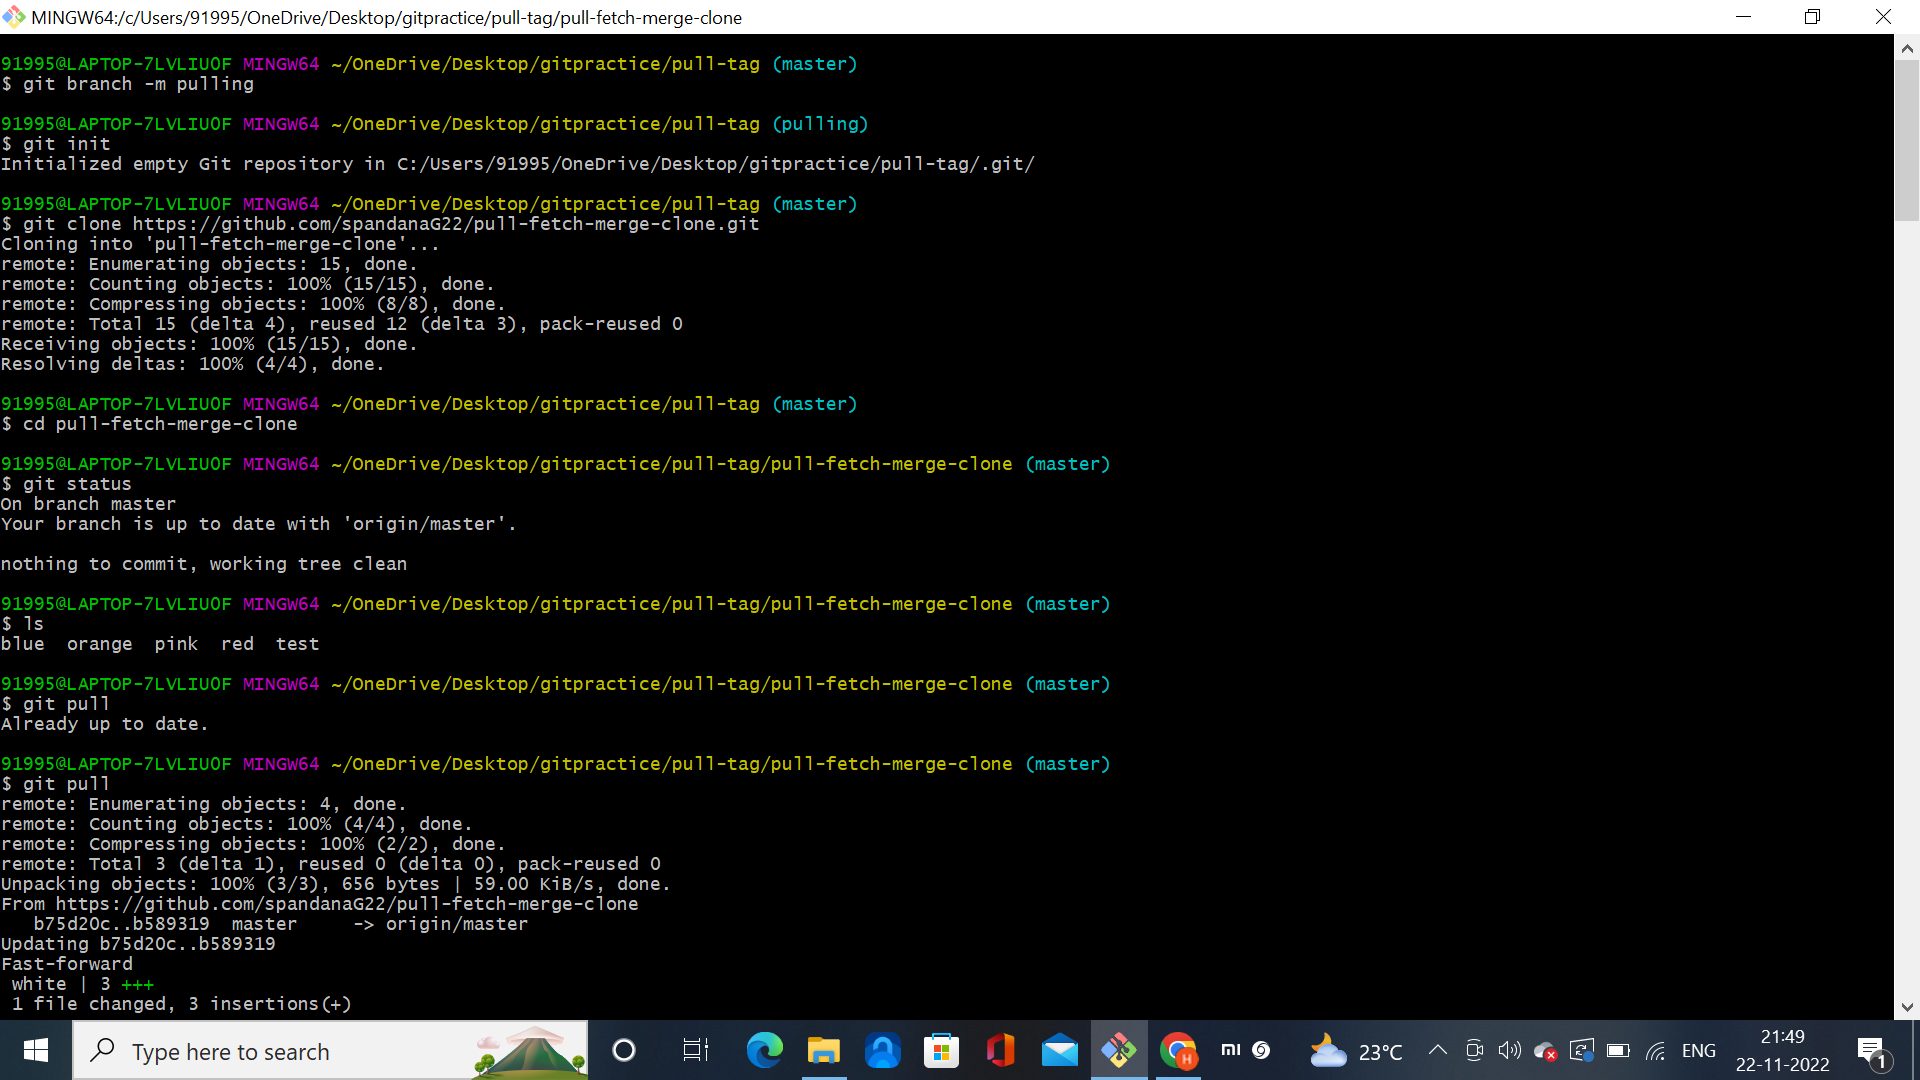 MINGW64:/c/Users/91995/OneDrive/Desktop/gitpractice/pull-tag/pull-fetch-merge-clone
91995@LAPTOP-7LVLIU0F MINGW64 ~/OneDrive/Desktop/gitpractice/pull-tag (master)
$ git branch -m pulling
91995@LAPTOP-7LVLIU0F MINGW64 ~/OneDrive/Desktop/gitpractice/pull-tag (pulling)
$ git init
Initialized empty Git repository in C:/Users/91995/OneDrive/Desktop/gitpractice/pull-tag/.git/
91995@LAPTOP-7LVLIU0F MINGW64 ~/OneDrive/Desktop/gitpractice/pull-tag (master)
$ git clone https://github.com/spandanaG22/pull-fetch-merge-clone.git
Cloning into 'pull-fetch-merge-clone'...
remote: Enumerating objects: 15, done.
remote: Counting objects: 100% (15/15), done.
remote: Compressing objects: 100% (8/8), done.
remote: Total 15 (delta 4), reused 12 (delta 3), pack-reused 0
Receiving objects: 100% (15/15), done.
Resolving deltas: 100% (4/4), done.
91995@LAPTOP-7LVLIU0F MINGW64 ~/OneDrive/Desktop/gitpractice/pull-tag (master)
$ cd pull-fetch-merge-clone
91995@LAPTOP-7LVLIU0F MINGW64 ~/OneDrive/Desktop/gitpractice/pull-tag/pull-fetch-merge-clone (master)
$ git status
On branch master
Your branch is up to date with 'origin/master'.
nothing to commit, working tree clean
91995@LAPTOP-7LVLIU0F MINGW64 ~/OneDrive/Desktop/gitpractice/pull-tag/pull-fetch-merge-clone (master)
$ ls
blue  orange  pink  red  test
91995@LAPTOP-7LVLIU0F MINGW64 ~/OneDrive/Desktop/gitpractice/pull-tag/pull-fetch-merge-clone (master)
$ git pull
Already up to date.
91995@LAPTOP-7LVLIU0F MINGW64 ~/OneDrive/Desktop/gitpractice/pull-tag/pull-fetch-merge-clone (master)
$ git pull
remote: Enumerating objects: 4, done.
remote: Counting objects: 100% (4/4), done.
remote: Compressing objects: 100% (2/2), done.
remote: Total 3 (delta 1), reused 0 (delta 0), pack-reused 0
Unpacking objects: 100% (3/3), 656 bytes | 59.00 KiB/s, done.
From https://github.com/spandanaG22/pull-fetch-merge-clone
   b75d20c..b589319  master     -> origin/master
Updating b75d20c..b589319
Fast-forward
 white | 3 +++
 1 file changed, 3 insertions(+)
Type here to search
H
mi
23°C
ENG
21:49
22-11-2022
1